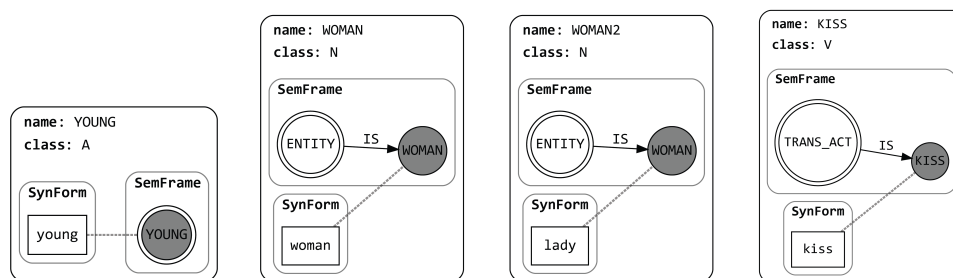 name: YOUNG
class: A
SynForm
SemFrame
young
YOUNG
name: WOMAN
class: N
SemFrame
ENTITY
IS
WOMAN
SynForm
woman
name: WOMAN2
class: N
SemFrame
ENTITY
IS
WOMAN
SynForm
lady
name: KISS
class: V
SemFrame
TRANS_ACT
IS
KISS
SynForm
kiss